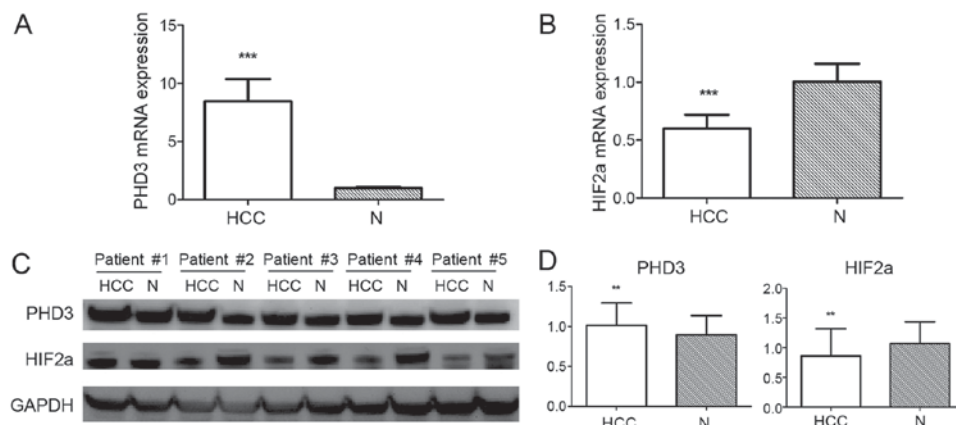 A
PHD3 mRNA expression
15
10
5
0
***
HCC
N
B
HIF2a mRNA expression
1.5
1.0
0.5
0.0
***
HCC
N
C
Patient #1 Patient #2 Patient #3 Patient #4 Patient #5
HCC N HCC N HCC N HCC N HCC N
PHD3
HIF2a
GAPDH
D
PHD3
1.5
1.0
0.5
0.0
**
HCC
N
HIF2a
2.0
1.5
1.0
0.5
0.0
**
HCC
N